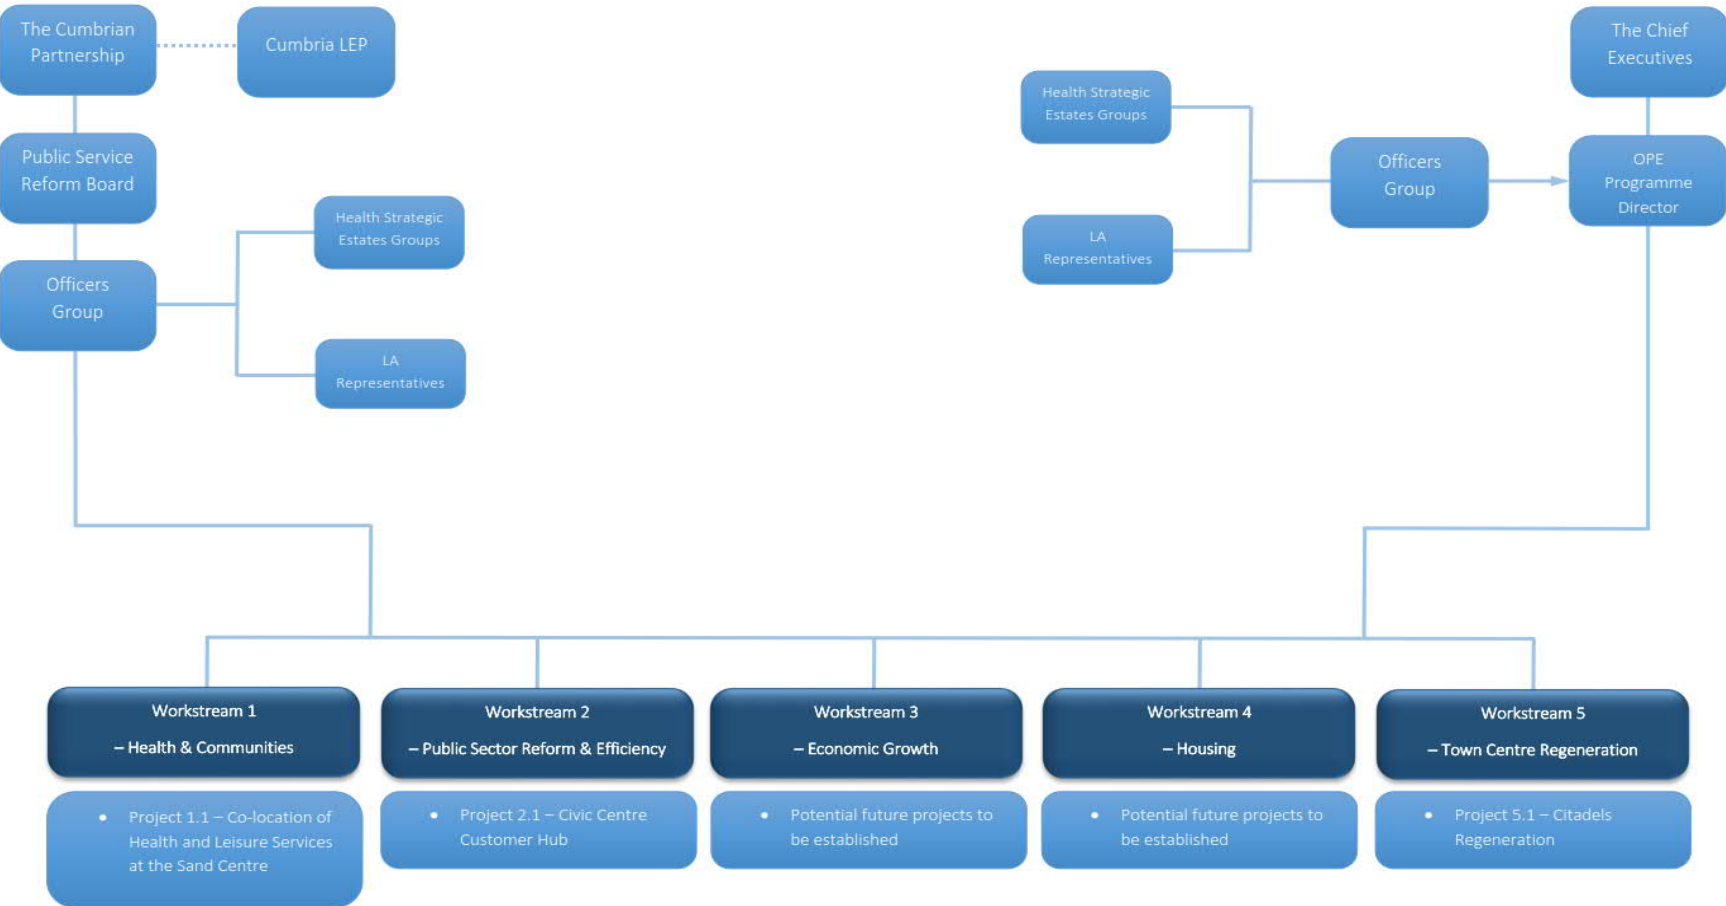 The Cumbrian
Partnership
Cumbria LEP
The Chief
Executives
Health Strategic
Estates Groups
Public Service
Reform Board
Officers
Group
OPE
Programme
Director
Health Strategic
Estates Groups
LA
Representatives
Officers
Group
LA
Representatives
Workstream 1
– Health & Communities
Workstream 2
– Public Sector Reform & Efficiency
Workstream 3
– Economic Growth
Workstream 4
– Housing
Workstream 5
– Town Centre Regeneration
• Project 1.1 – Co-location of
Health and Leisure Services
at the Sand Centre
• Project 2.1 – Civic Centre
Customer Hub
• Potential future projects to
be established
• Potential future projects to
be established
• Project 5.1 – Citadels
Regeneration